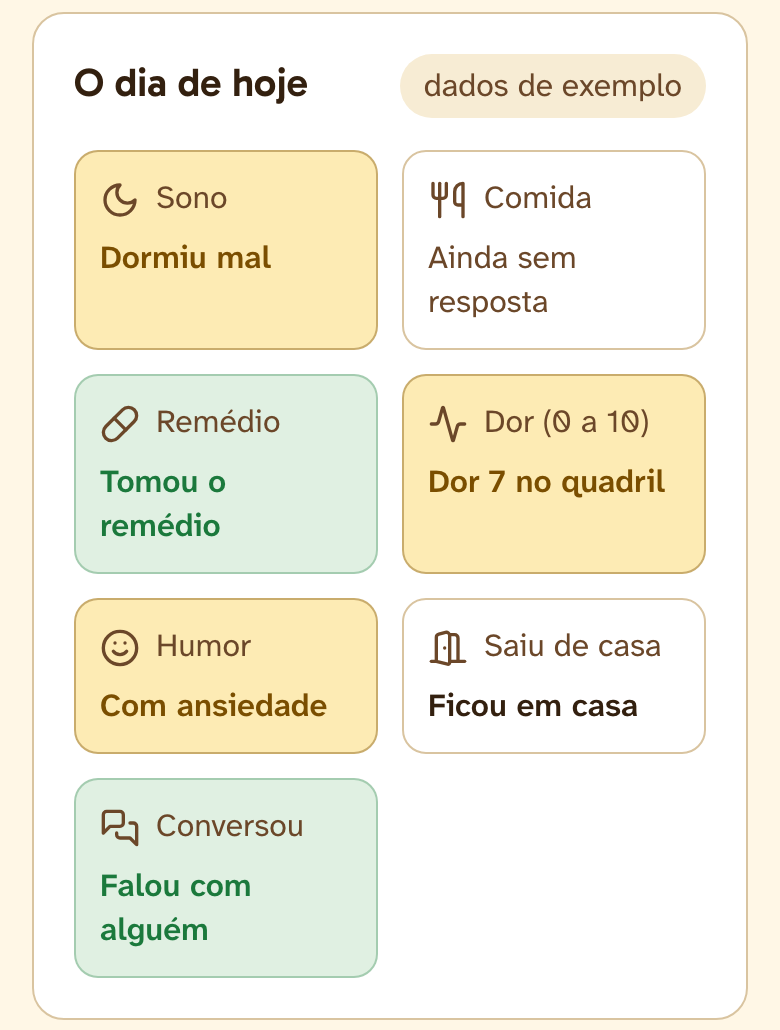 O dia de hoje
dados de exemplo
Sono
Dormiu mal
Comida
Ainda sem
resposta
Remédio
Tomou o
remédio
Dor (0 a 10)
Dor 7 no quadril
Humor
Com ansiedade
Saiu de casa
Ficou em casa
Conversou
Falou com
alguém